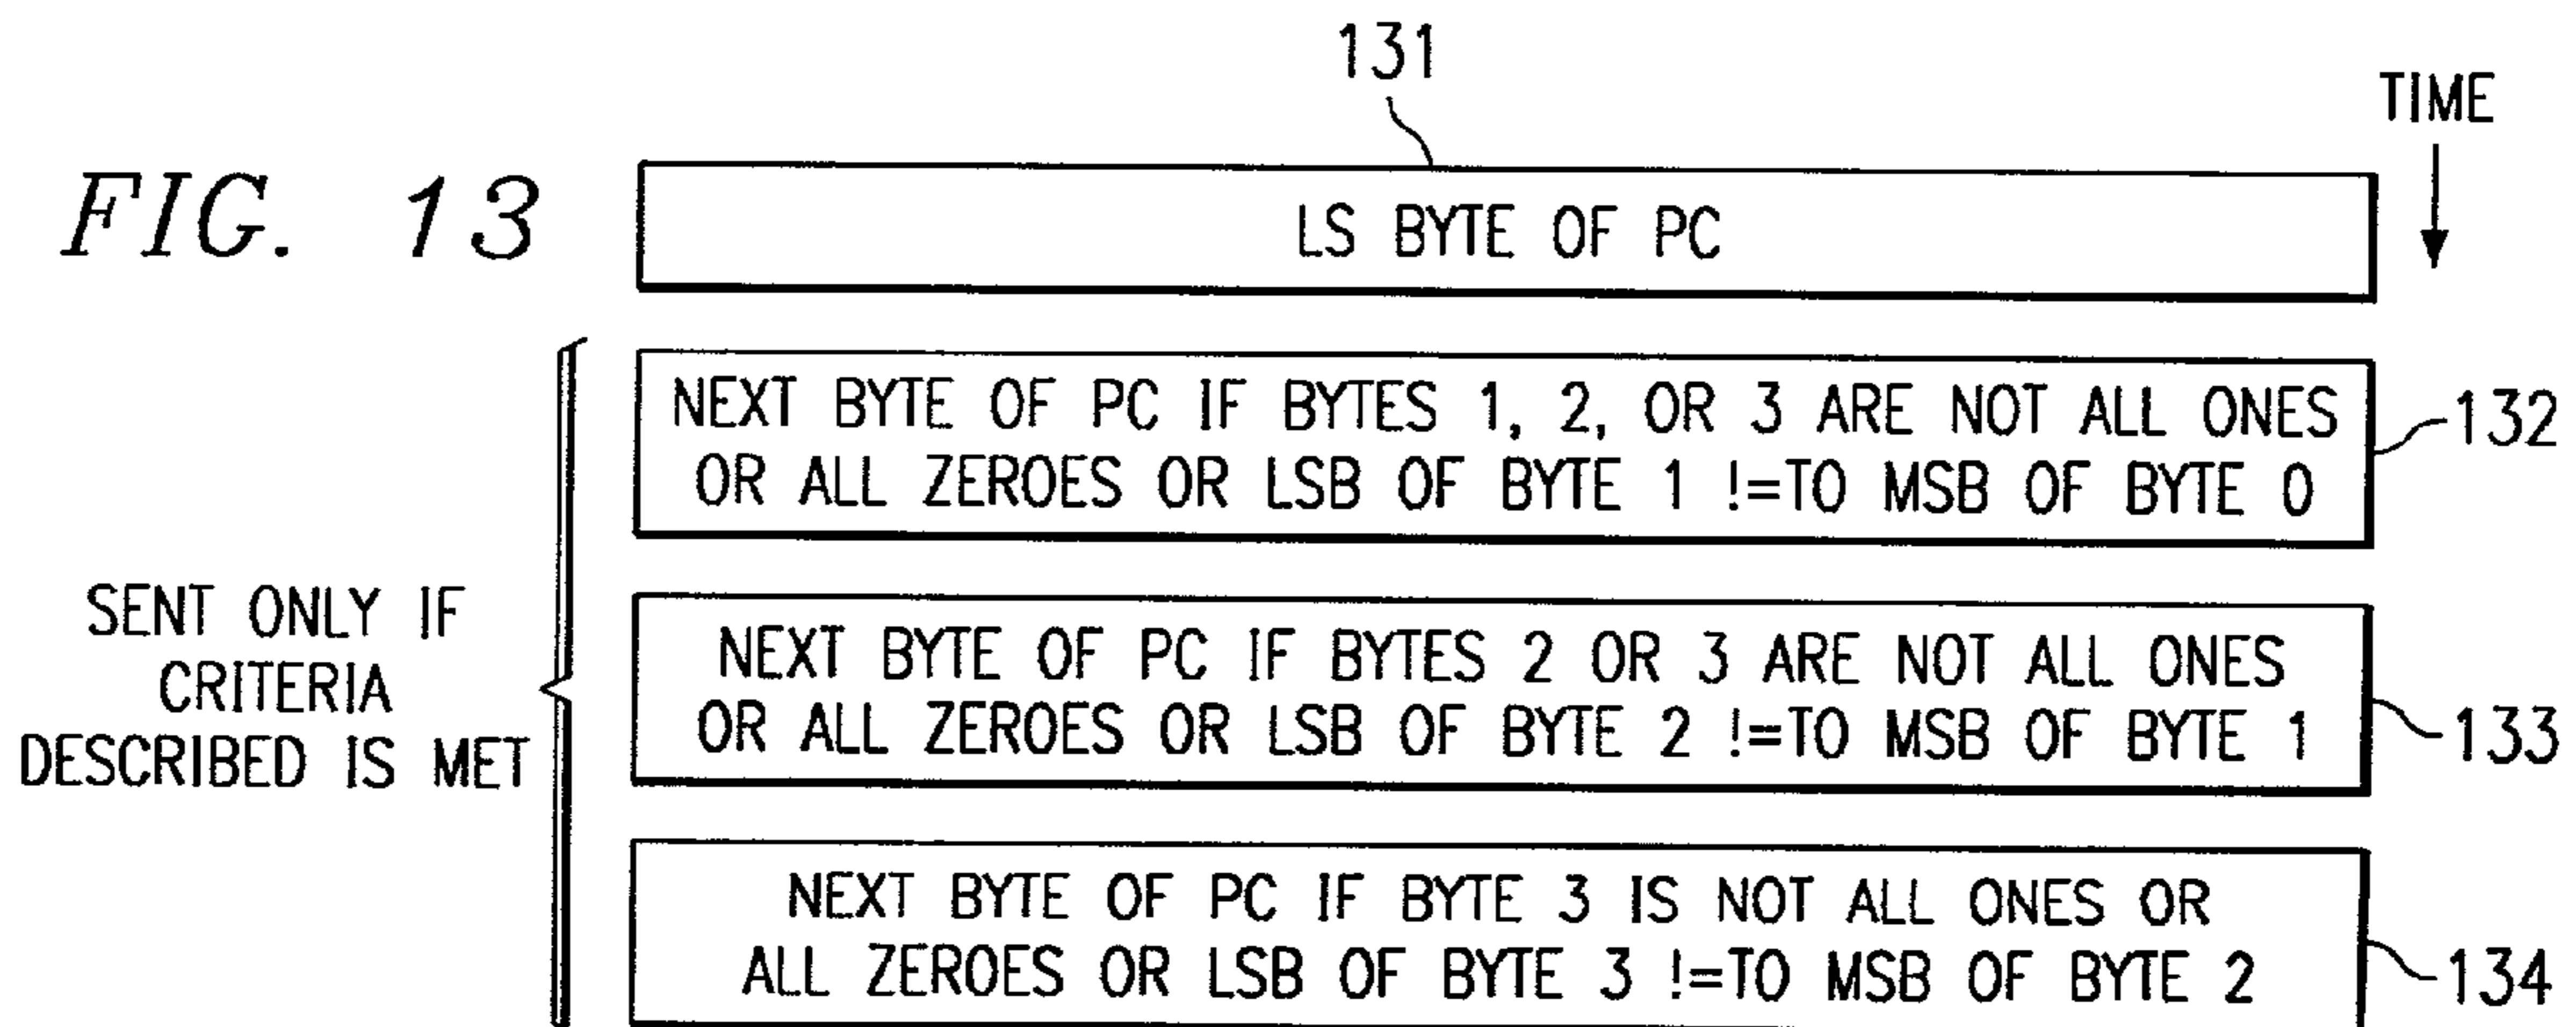 131
TIME
FIG. 13
LS BYTE OF PC
NEXT BYTE OF PC IF BYTES 1, 2, OR 3 ARE NOT ALL ONES
OR ALL ZEROES OR LSB OF BYTE 1 !=TO MSB OF BYTE 0
132
SENT ONLY IF
CRITERIA
DESCRIBED IS MET
NEXT BYTE OF PC IF BYTES 2 OR 3 ARE NOT ALL ONES
OR ALL ZEROES OR LSB OF BYTE 2 !=TO MSB OF BYTE 1
133
NEXT BYTE OF PC IF BYTE 3 IS NOT ALL ONES OR
ALL ZEROES OR LSB OF BYTE 3 !=TO MSB OF BYTE 2
134